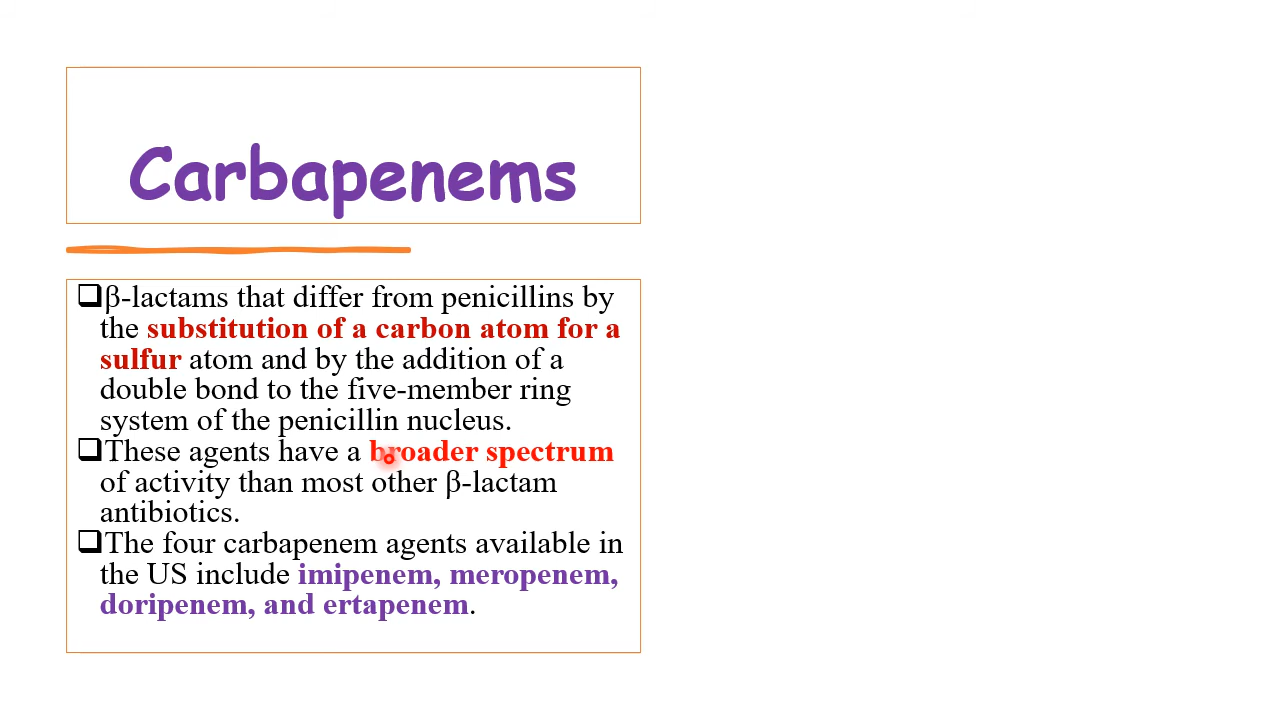 Carbapenems
❑β-lactams that differ from penicillins by
the substitution of a carbon atom for a
sulfur atom and by the addition of a
double bond to the five-member ring
system of the penicillin nucleus.
❑These agents have a broader spectrum
of activity than most other β-lactam
antibiotics.
❑The four carbapenem agents available in
the US include imipenem, meropenem,
doripenem, and ertapenem.